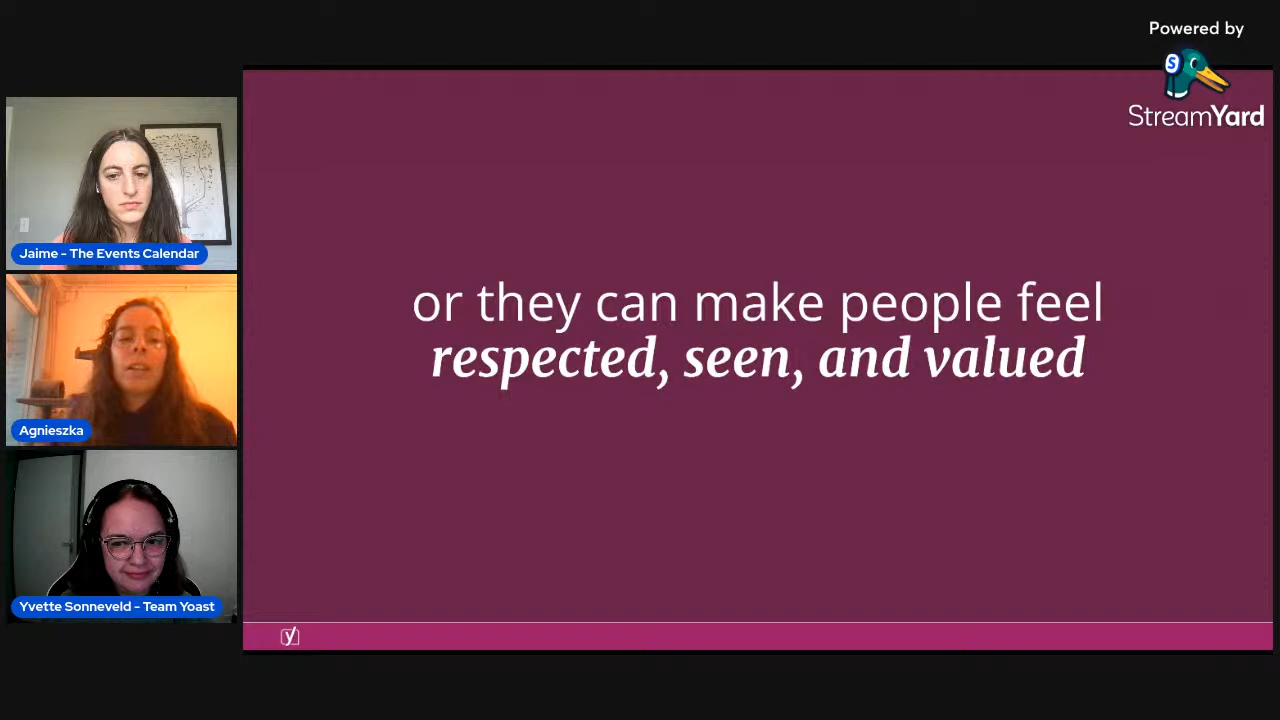 Powered by
S
StreamYard
Jaime - The Events Calendar
Agnieszka
Yvette Sonneveld - Team Yoast
or they can make people feel
respected, seen, and valued
y